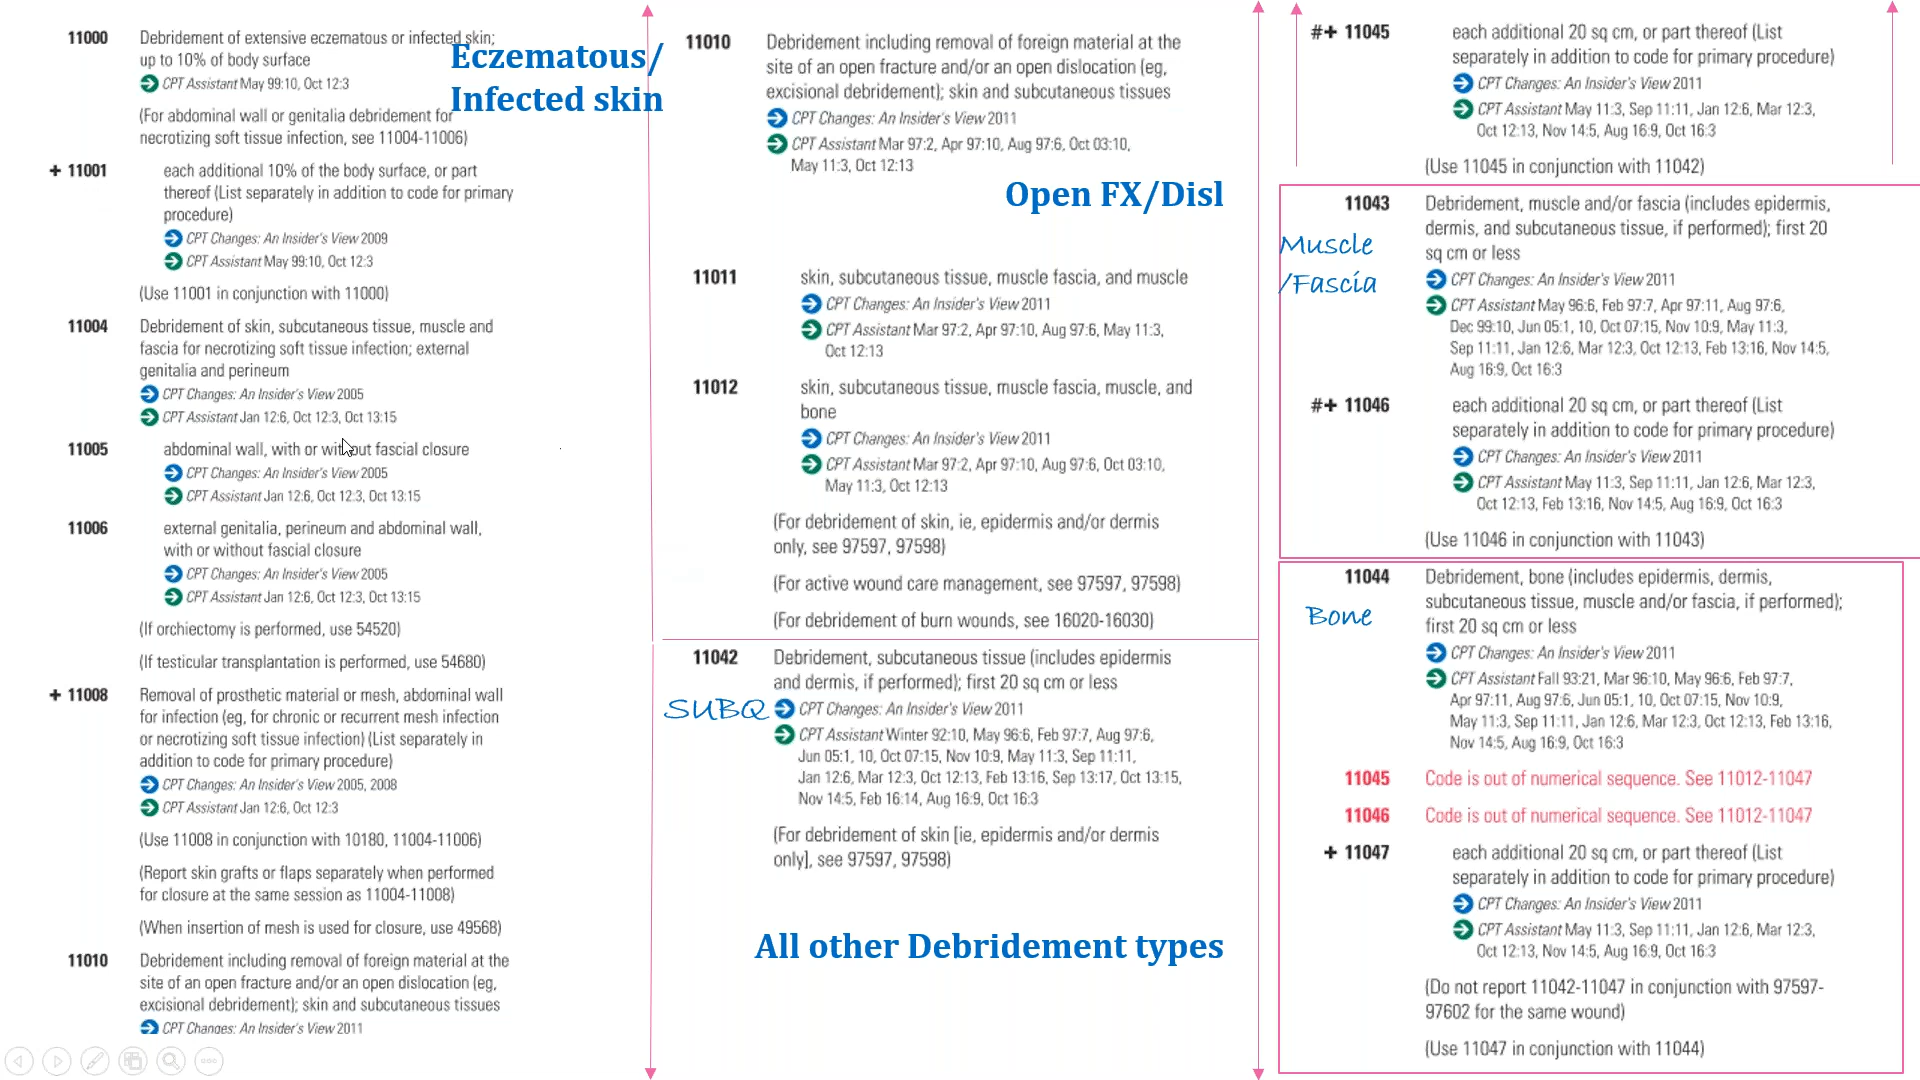 11000 Debridement of extensive eczematous or infected skin;
up to 10% of body surface
CPT Assistant May 99:10, Oct 12:3
(For abdominal wall or genitalia debridement for
necrotizing soft tissue infection, see 11004-11006)
+ 11001 each additional 10% of the body surface, or part
thereof (List separately in addition to code for primary
procedure)
CPT Changes: An Insider's View 2009
CPT Assistant May 99:10, Oct 12:3
(Use 11001 in conjunction with 11000)
11004 Debridement of skin, subcutaneous tissue, muscle and
fascia for necrotizing soft tissue infection; external
genitalia and perineum
CPT Changes: An Insider's View 2005
CPT Assistant Jan 12:6, Oct 12:3, Oct 13:15
11005 abdominal wall, with or without fascial closure
CPT Changes: An Insider's View 2005
CPT Assistant Jan 12:6, Oct 12:3, Oct 13:15
11006 external genitalia, perineum and abdominal wall,
with or without fascial closure
CPT Changes: An Insider's View 2005
CPT Assistant Jan 12:6, Oct 12:3, Oct 13:15
(If orchiectomy is performed, use 54520)
(If testicular transplantation is performed, use 54680)
+ 11008 Removal of prosthetic material or mesh, abdominal wall
for infection (eg, for chronic or recurrent mesh infection
or necrotizing soft tissue infection) (List separately in
addition to code for primary procedure)
CPT Changes: An Insider's View 2005, 2008
CPT Assistant Jan 12:6, Oct 12:3
(Use 11008 in conjunction with 10180, 11004-11006)
(Report skin grafts or flaps separately when performed
for closure at the same session as 11004-11008)
(When insertion of mesh is used for closure, use 49568)
11010 Debridement including removal of foreign material at the
site of an open fracture and/or an open dislocation (eg,
excisional debridement); skin and subcutaneous tissues
CPT Changes: An Insider's View 2011
Eczematous/
Infected skin
11010 Debridement including removal of foreign material at the
site of an open fracture and/or an open dislocation (eg,
excisional debridement); skin and subcutaneous tissues
CPT Changes: An Insider's View 2011
CPT Assistant Mar 97:2, Apr 97:10, Aug 97:6, Oct 03:10,
May 11:3, Oct 12:13
Open FX/Disl
11011 skin, subcutaneous tissue, muscle fascia, and muscle
CPT Changes: An Insider's View 2011
CPT Assistant Mar 97:2, Apr 97:10, Aug 97:6, May 11:3,
Oct 12:13
11012 skin, subcutaneous tissue, muscle fascia, muscle, and
bone
CPT Changes: An Insider's View 2011
CPT Assistant Mar 97:2, Apr 97:10, Aug 97:6, Oct 03:10,
May 11:3, Oct 12:13
(For debridement of skin, ie, epidermis and/or dermis
only, see 97597, 97598)
(For active wound care management, see 97597, 97598)
(For debridement of burn wounds, see 16020-16030)
11042 Debridement, subcutaneous tissue (includes epidermis
and dermis, if performed); first 20 sq cm or less
SUBQ CPT Changes: An Insider's View 2011
CPT Assistant Winter 92:10, May 96:6, Feb 97:7, Aug 97:6,
Jun 05:1, 10, Oct 07:15, Nov 10:9, May 11:3, Sep 11:11,
Jan 12:6, Mar 12:3, Oct 12:13, Feb 13:16, Sep 13:17, Oct 13:15,
Nov 14:5, Feb 16:14, Aug 16:9, Oct 16:3
(For debridement of skin [ie, epidermis and/or dermis
only], see 97597, 97598)
All other Debridement types
#+ 11045 each additional 20 sq cm, or part thereof (List
separately in addition to code for primary procedure)
CPT Changes: An Insider's View 2011
CPT Assistant May 11:3, Sep 11:11, Jan 12:6, Mar 12:3,
Oct 12:13, Nov 14:5, Aug 16:9, Oct 16:3
(Use 11045 in conjunction with 11042)
11043 Debridement, muscle and/or fascia (includes epidermis,
dermis, and subcutaneous tissue, if performed); first 20
sq cm or less
Muscle
/Fascia
CPT Changes: An Insider's View 2011
CPT Assistant May 96:6, Feb 97:7, Apr 97:11, Aug 97:6,
Dec 99:10, Jun 05:1, 10, Oct 07:15, Nov 10:9, May 11:3,
Sep 11:11, Jan 12:6, Mar 12:3, Oct 12:13, Feb 13:16, Nov 14:5,
Aug 16:9, Oct 16:3
#+ 11046 each additional 20 sq cm, or part thereof (List
separately in addition to code for primary procedure)
CPT Changes: An Insider's View 2011
CPT Assistant May 11:3, Sep 11:11, Jan 12:6, Mar 12:3,
Oct 12:13, Feb 13:16, Nov 14:5, Aug 16:9, Oct 16:3
(Use 11046 in conjunction with 11043)
11044 Debridement, bone (includes epidermis, dermis,
subcutaneous tissue, muscle and/or fascia, if performed);
first 20 sq cm or less
Bone
CPT Changes: An Insider's View 2011
CPT Assistant Fall 93:21, Mar 96:10, May 96:6, Feb 97:7,
Apr 97:11, Aug 97:6, Jun 05:1, 10, Oct 07:15, Nov 10:9,
May 11:3, Sep 11:11, Jan 12:6, Mar 12:3, Oct 12:13, Feb 13:16,
Nov 14:5, Aug 16:9, Oct 16:3
11045 Code is out of numerical sequence. See 11012-11047
11046 Code is out of numerical sequence. See 11012-11047
+ 11047 each additional 20 sq cm, or part thereof (List
separately in addition to code for primary procedure)
CPT Changes: An Insider's View 2011
CPT Assistant May 11:3, Sep 11:11, Jan 12:6, Mar 12:3,
Oct 12:13, Nov 14:5, Aug 16:9, Oct 16:3
(Do not report 11042-11047 in conjunction with 97597-
97602 for the same wound)
(Use 11047 in conjunction with 11044)